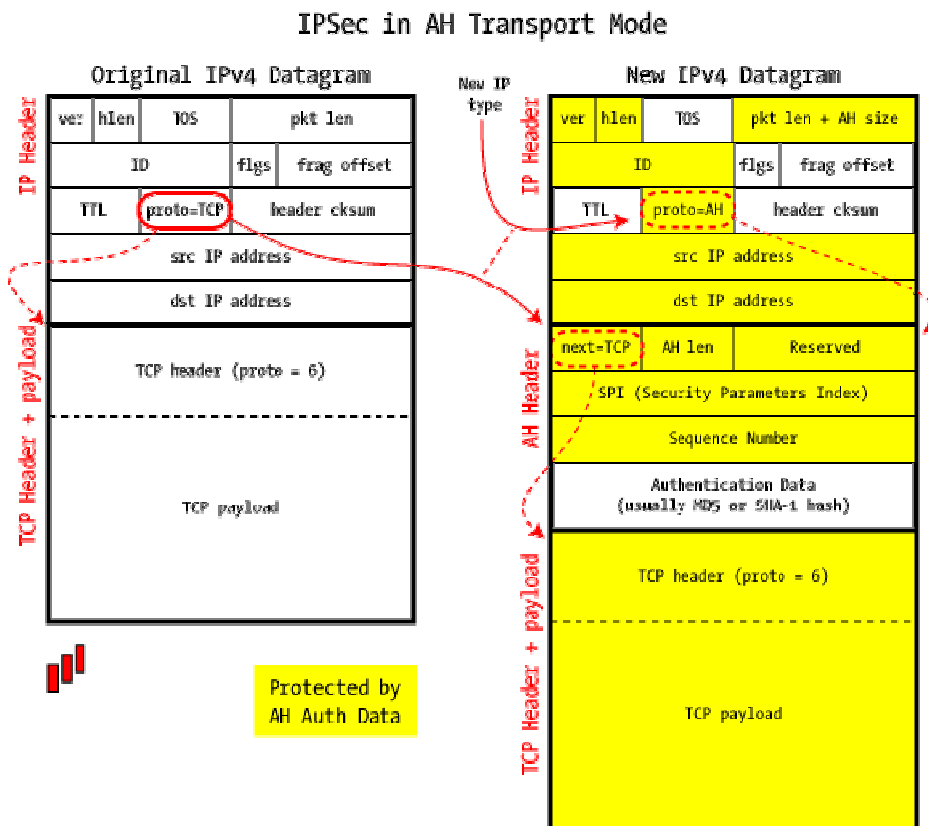 IPSec in AH Transport Mode
Original IPv4 Datagram
IP Header
ver hlen TOS pkt len
ID flgs frag offset
TTL proto=TCP header cksum
src IP address
dst IP address
TCP Header + payload
TCP header (proto = 6)
TCP payload
New IP
type
New IPv4 Datagram
IP Header
ver hlen TOS pkt len + AH size
ID flgs frag offset
TTL proto=AH header cksum
src IP address
dst IP address
AH Header
next=TCP AH len Reserved
SPI (Security Parameters Index)
Sequence Number
Authentication Data
(usually MD5 or SHA-1 hash)
TCP Header + payload
TCP header (proto = 6)
TCP payload
Protected by
AH Auth Data